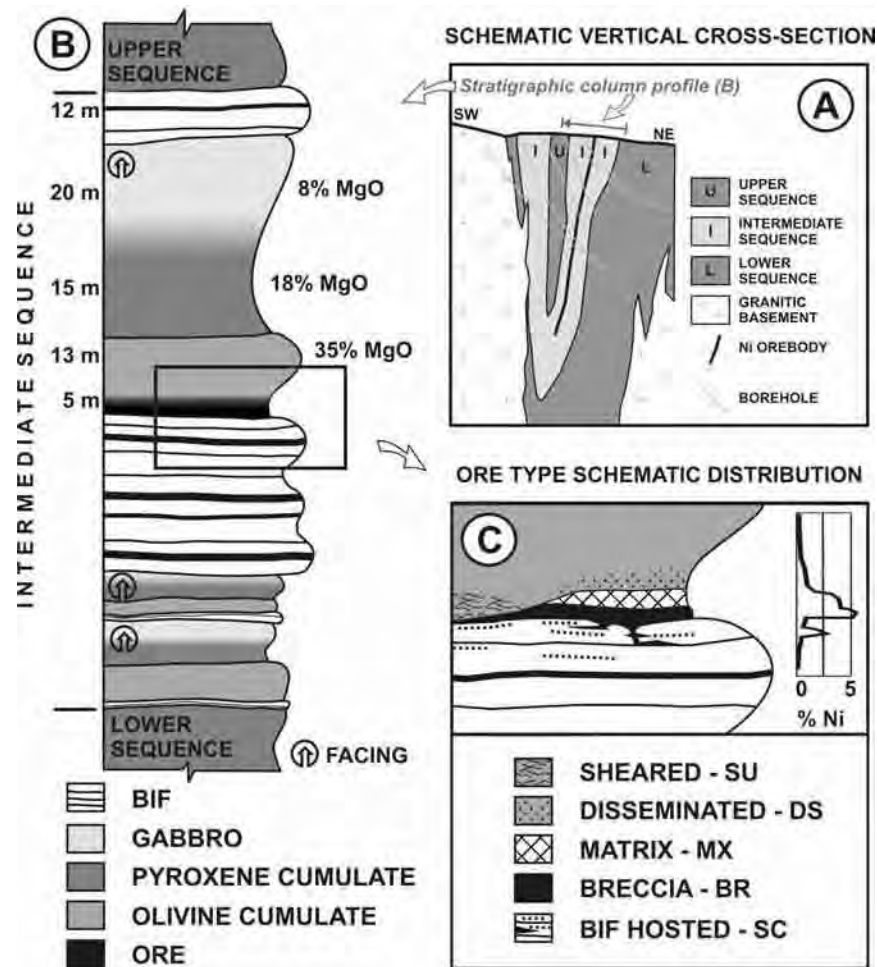 B
UPPER
SEQUENCE
12 m
20 m
8% MgO
15 m
18% MgO
13 m
35% MgO
5 m
INTERMEDIATE SEQUENCE
LOWER
SEQUENCE
FACING
BIF
GABBRO
PYROXENE CUMULATE
OLIVINE CUMULATE
ORE
SCHEMATIC VERTICAL CROSS-SECTION
Stratigraphic column profile (B)
A
SW
NE
I
U
I
I
L
U
UPPER
SEQUENCE
I
INTERMEDIATE
SEQUENCE
L
LOWER
SEQUENCE
GRANITIC
BASEMENT
Ni OREBODY
BOREHOLE
ORE TYPE SCHEMATIC DISTRIBUTION
C
0 5
% Ni
SHEARED - SU
DISSEMINATED - DS
MATRIX - MX
BRECCIA - BR
BIF HOSTED - SC